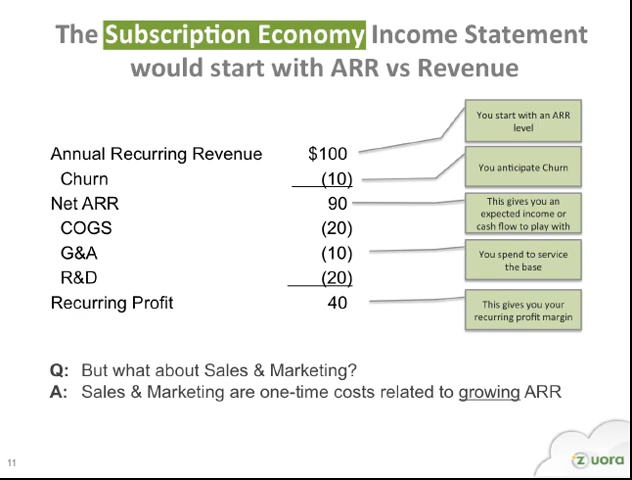 The Subscription Economy Income Statement
would start with ARR vs Revenue
You start with an ARR
level
Annual Recurring Revenue $100
You anticipate Churn
Churn (10)
Net ARR 90
This gives you an
expected income or
cash flow to play with
COGS (20)
G&A (10)
You spend to service
the base
R&D (20)
Recurring Profit 40
This gives you your
recurring profit margin
Q: But what about Sales & Marketing?
A: Sales & Marketing are one-time costs related to growing ARR
11
zuora